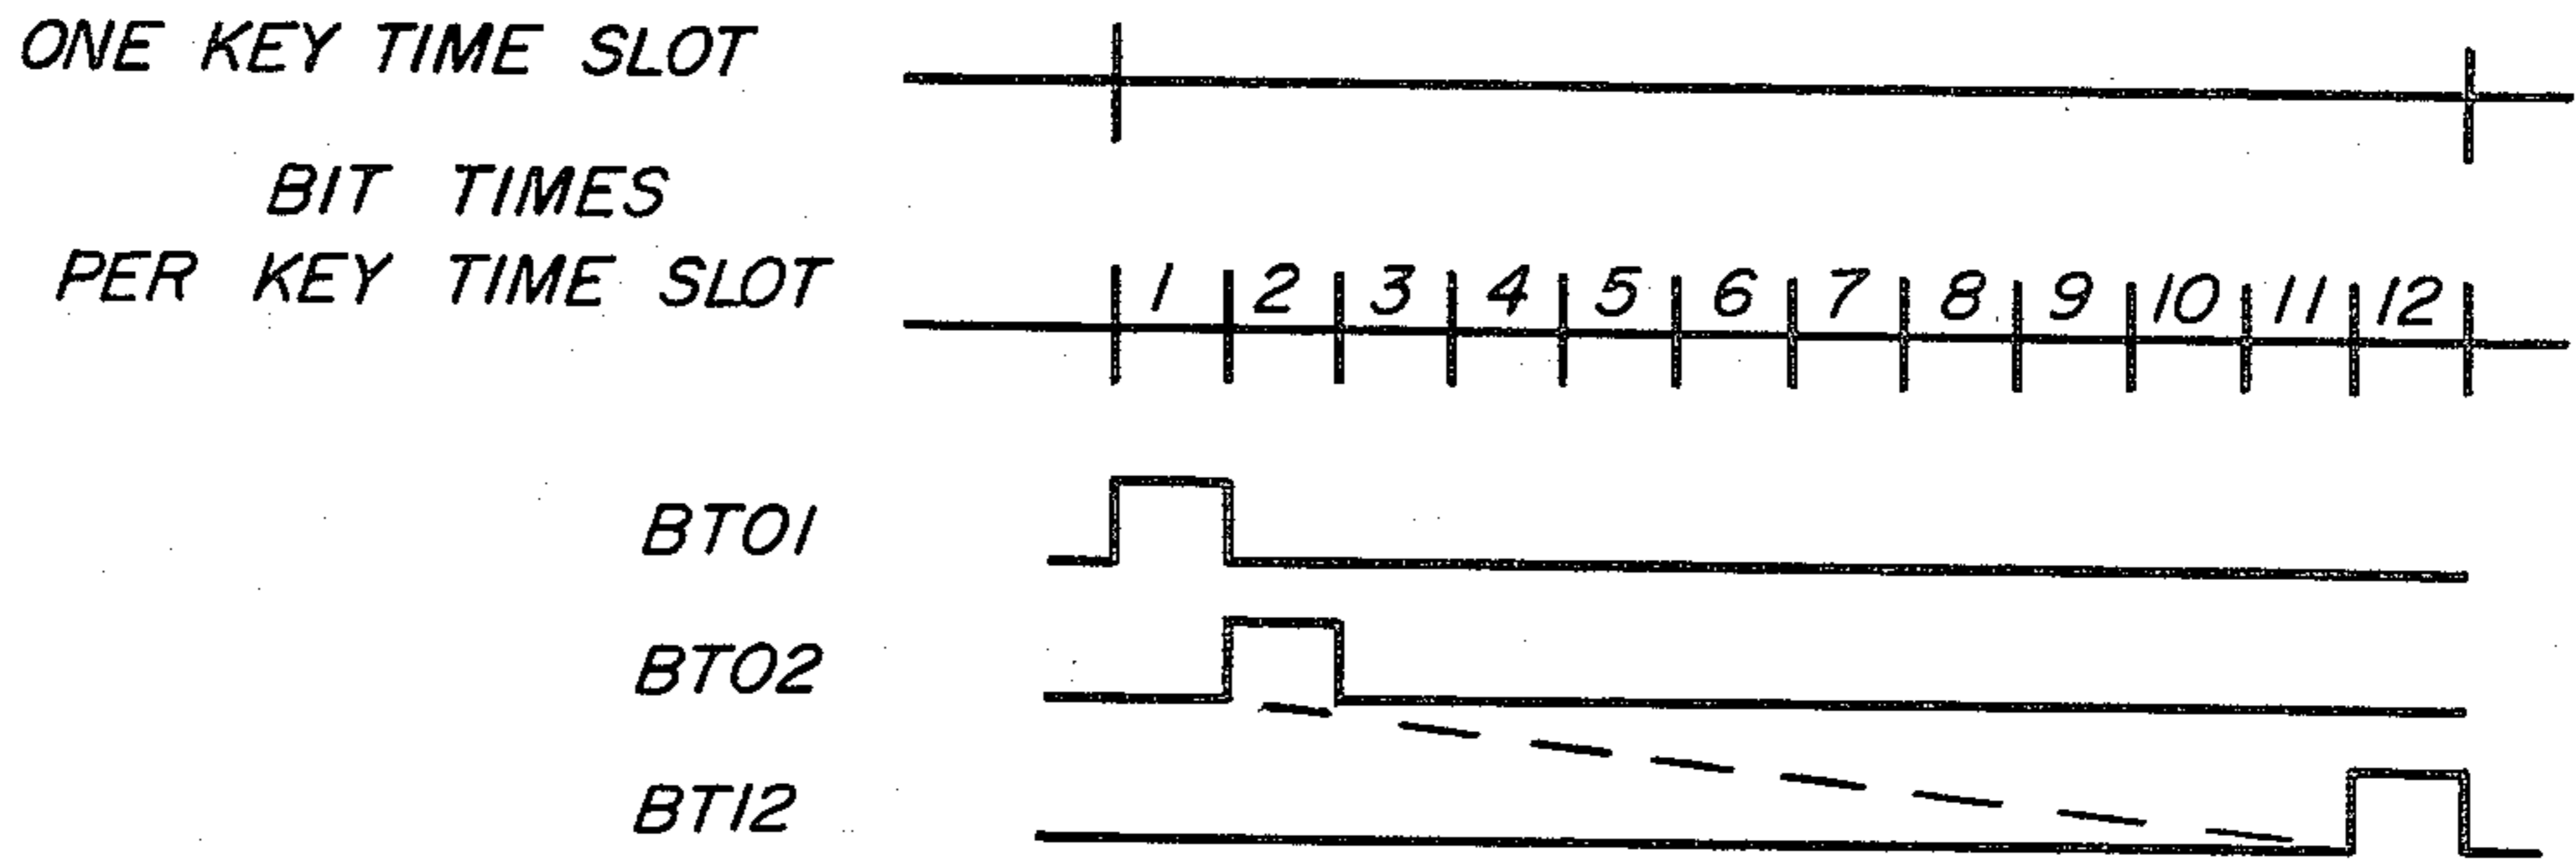 ONE KEY TIME SLOT
BIT TIMES
PER KEY TIME SLOT
1 2 3 4 5 6 7 8 9 10 11 12
BT01
BT02
BT12